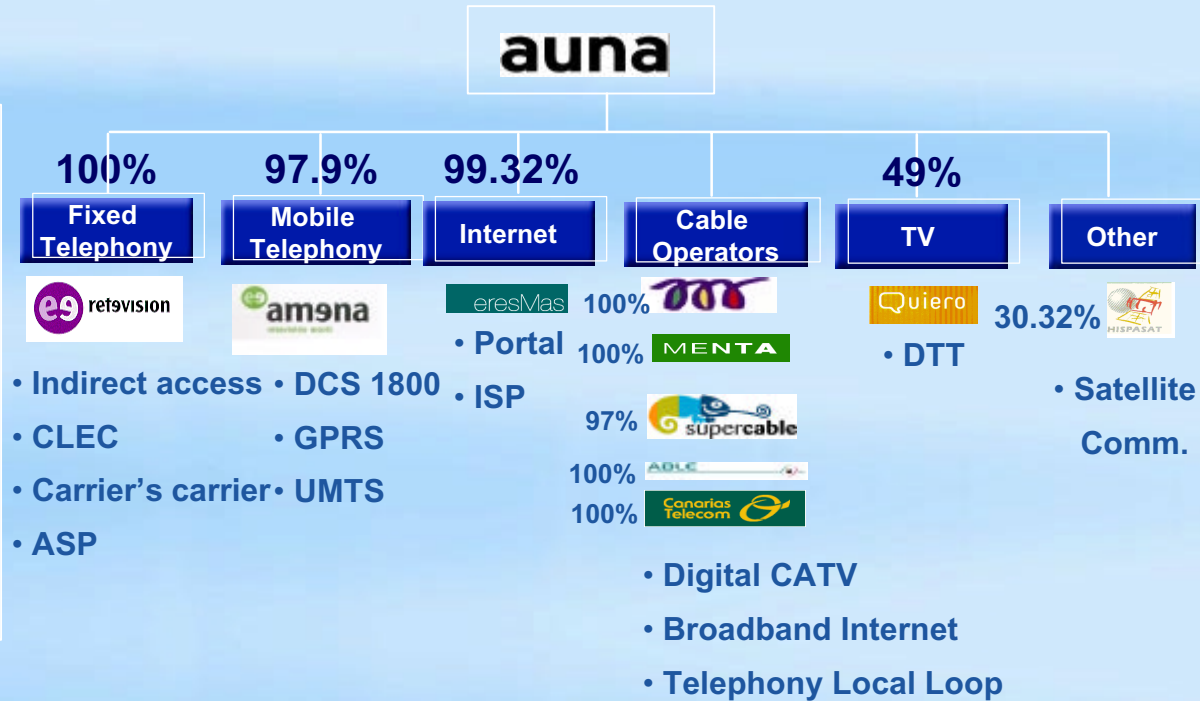 auna
100%
97.9%
99.32%
49%
Fixed
Telephony
Mobile
Telephony
Internet
Cable
Operators
TV
Other
retevision
• Indirect access
• CLEC
• Carrier's carrier
• ASP
amena
• DCS 1800
• GPRS
• UMTS
eresMas
• Portal
• ISP
100%
100% MENTA
97% supercable
100% ABLE
100% Canarias
Telecom
• Digital CATV
• Broadband Internet
• Telephony Local Loop
Quiero
• DTT
30.32%
HISPASAT
• Satellite
Comm.